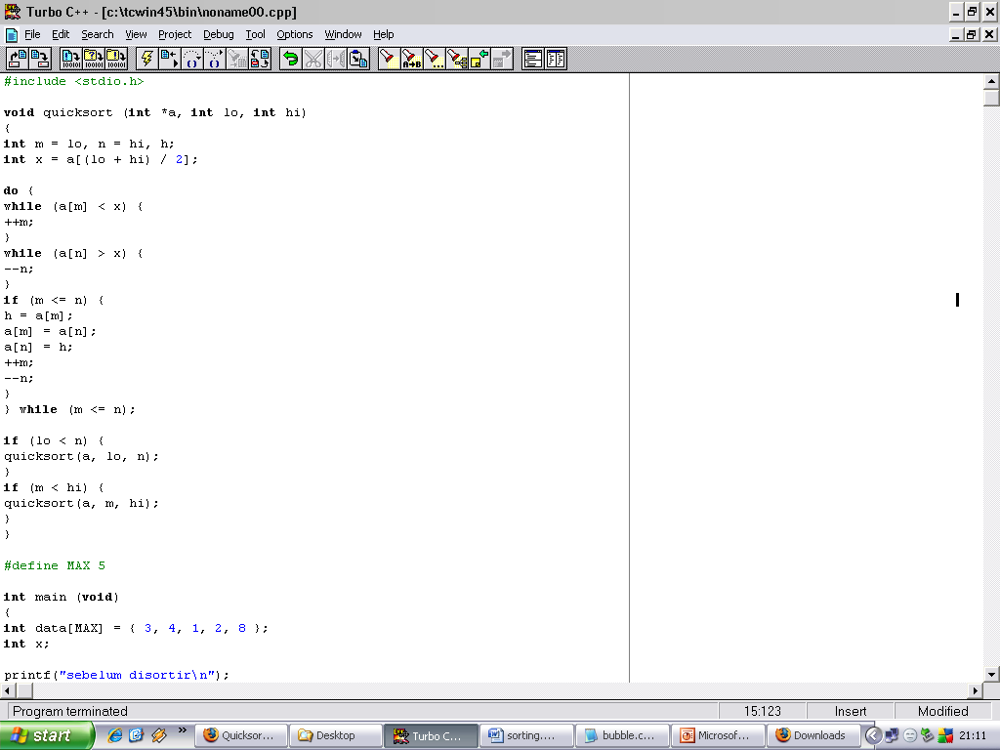 Turbo C++ - [c:\tcwin45\bin\noname00.cpp]
File Edit Search View Project Debug Tool Options Window Help
#include <stdio.h>
void quicksort (int *a, int lo, int hi)
{
int m = lo, n = hi, h;
int x = a[(lo + hi) / 2];
do {
while (a[m] < x) {
++m;
}
while (a[n] > x) {
--n;
}
if (m <= n) {
h = a[m];
a[m] = a[n];
a[n] = h;
++m;
--n;
}
} while (m <= n);
if (lo < n) {
quicksort(a, lo, n);
}
if (m < hi) {
quicksort(a, m, hi);
}
}
#define MAX 5
int main (void)
{
int data[MAX] = { 3, 4, 1, 2, 8 };
int x;
printf("sebelum disortir\n");
Program terminated 15:123 Insert Modified
start » Quicksor... Desktop Turbo C... sorting.... bubble.c... Microsof... Downloads 21:11